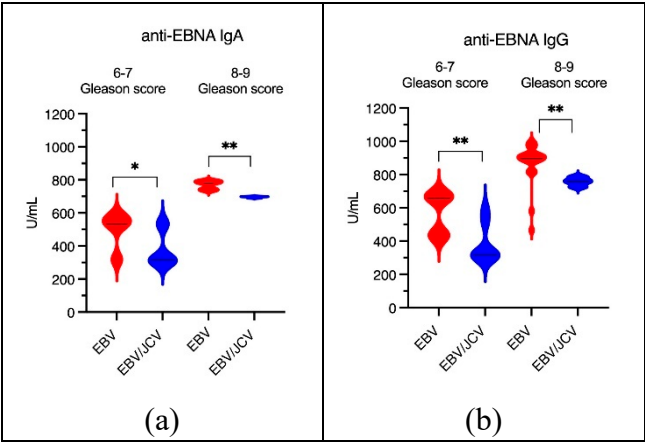 anti-EBNA IgA
6-7
Gleason score
8-9
Gleason score
1200
1000
800
600
400
200
0
U/mL
*
**
EBV
EBV/JCV
EBV
EBV/JCV
(a)
anti-EBNA IgG
6-7
Gleason score
8-9
Gleason score
1200
1000
800
600
400
200
0
U/mL
**
**
EBV
EBV/JCV
EBV
EBV/JCV
(b)